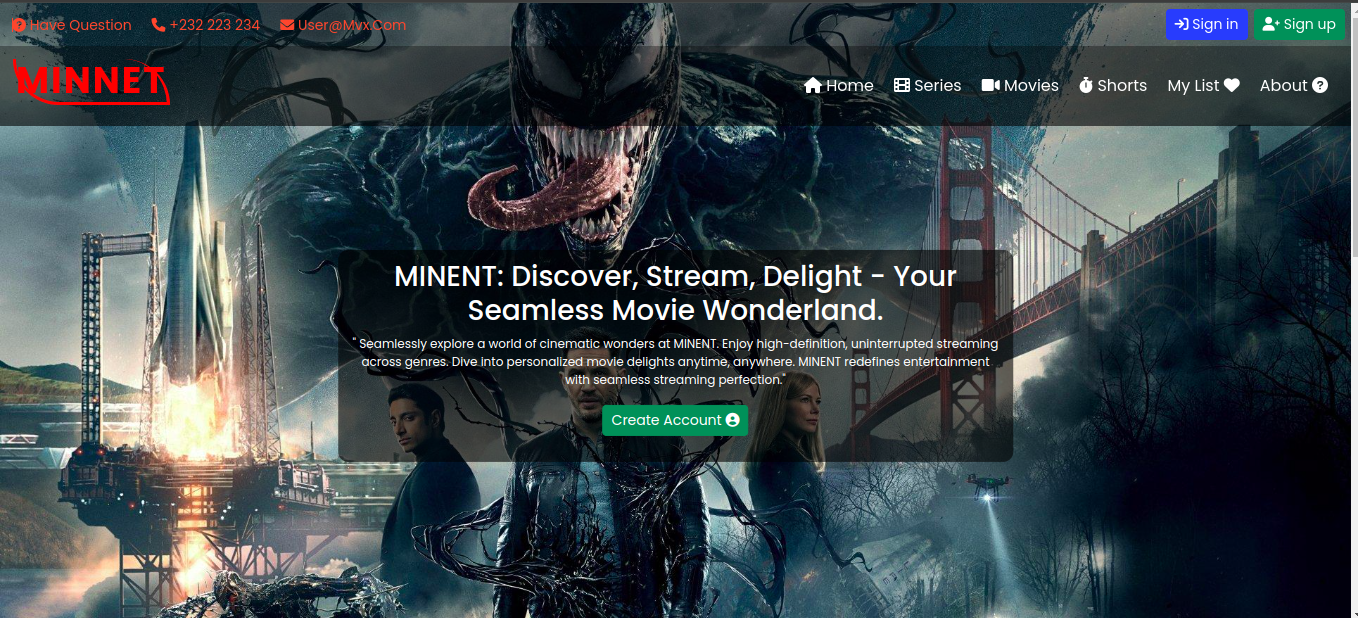 Have Question +232 223 234 User@Mvx.Com Sign in Sign up
MINNET Home Series Movies Shorts My List About
MINENT: Discover, Stream, Delight - Your
Seamless Movie Wonderland.
" Seamlessly explore a world of cinematic wonders at MINENT. Enjoy high-definition, uninterrupted streaming
across genres. Dive into personalized movie delights anytime, anywhere. MINENT redefines entertainment
with seamless streaming perfection."
Create Account